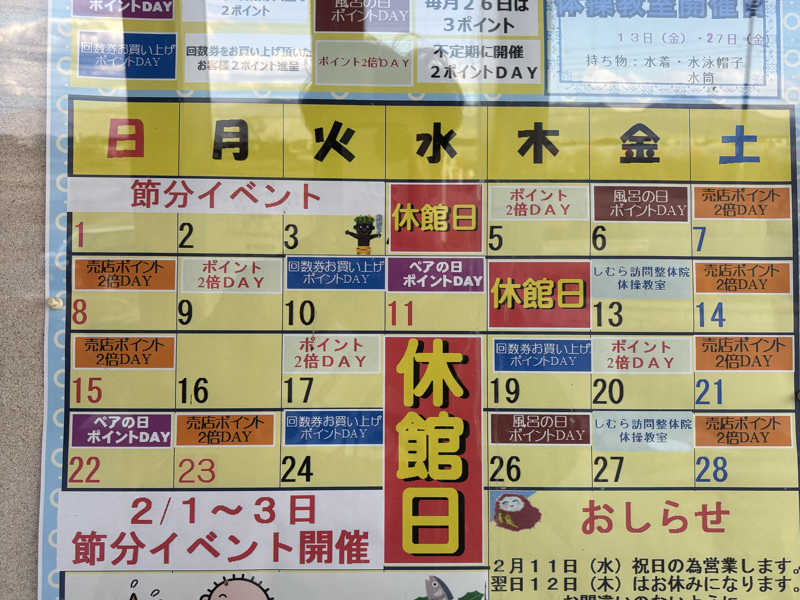 ポイントDAY
2ポイント
ポイントDAY
毎月26日は
3ポイント
体操教室開催
13日(金)・27日(金)
持ち物:水着・水泳帽子
水筒
回数券お買い上げ
ポイントDAY
回数券をお買い上げ頂いた
お客様2ポイント進呈
ポイント2倍DAY
不定期に開催
2ポイントDAY
日 月 火 水 木 金 土
節分イベント
1 2 3
休館日
ポイント
2倍DAY
5
風呂の日
ポイントDAY
6
売店ポイント
2倍DAY
7
売店ポイント
2倍DAY
8
ポイント
2倍DAY
9
回数券お買い上げ
ポイントDAY
10
ペアの日
ポイントDAY
11
休館日
しむら訪問整体院
体操教室
13
売店ポイント
2倍DAY
14
売店ポイント
2倍DAY
15
16
ポイント
2倍DAY
17
休館日
回数券お買い上げ
ポイントDAY
19
ポイント
2倍DAY
20
売店ポイント
2倍DAY
21
ペアの日
ポイントDAY
22
売店ポイント
2倍DAY
23
回数券お買い上げ
ポイントDAY
24
風呂の日
ポイントDAY
26
しむら訪問整体院
体操教室
27
売店ポイント
2倍DAY
28
2/1~3日
節分イベント開催
おしらせ
2月11日(水)祝日の為営業します。
翌日12日(木)はお休みになります。
お間違いのないように